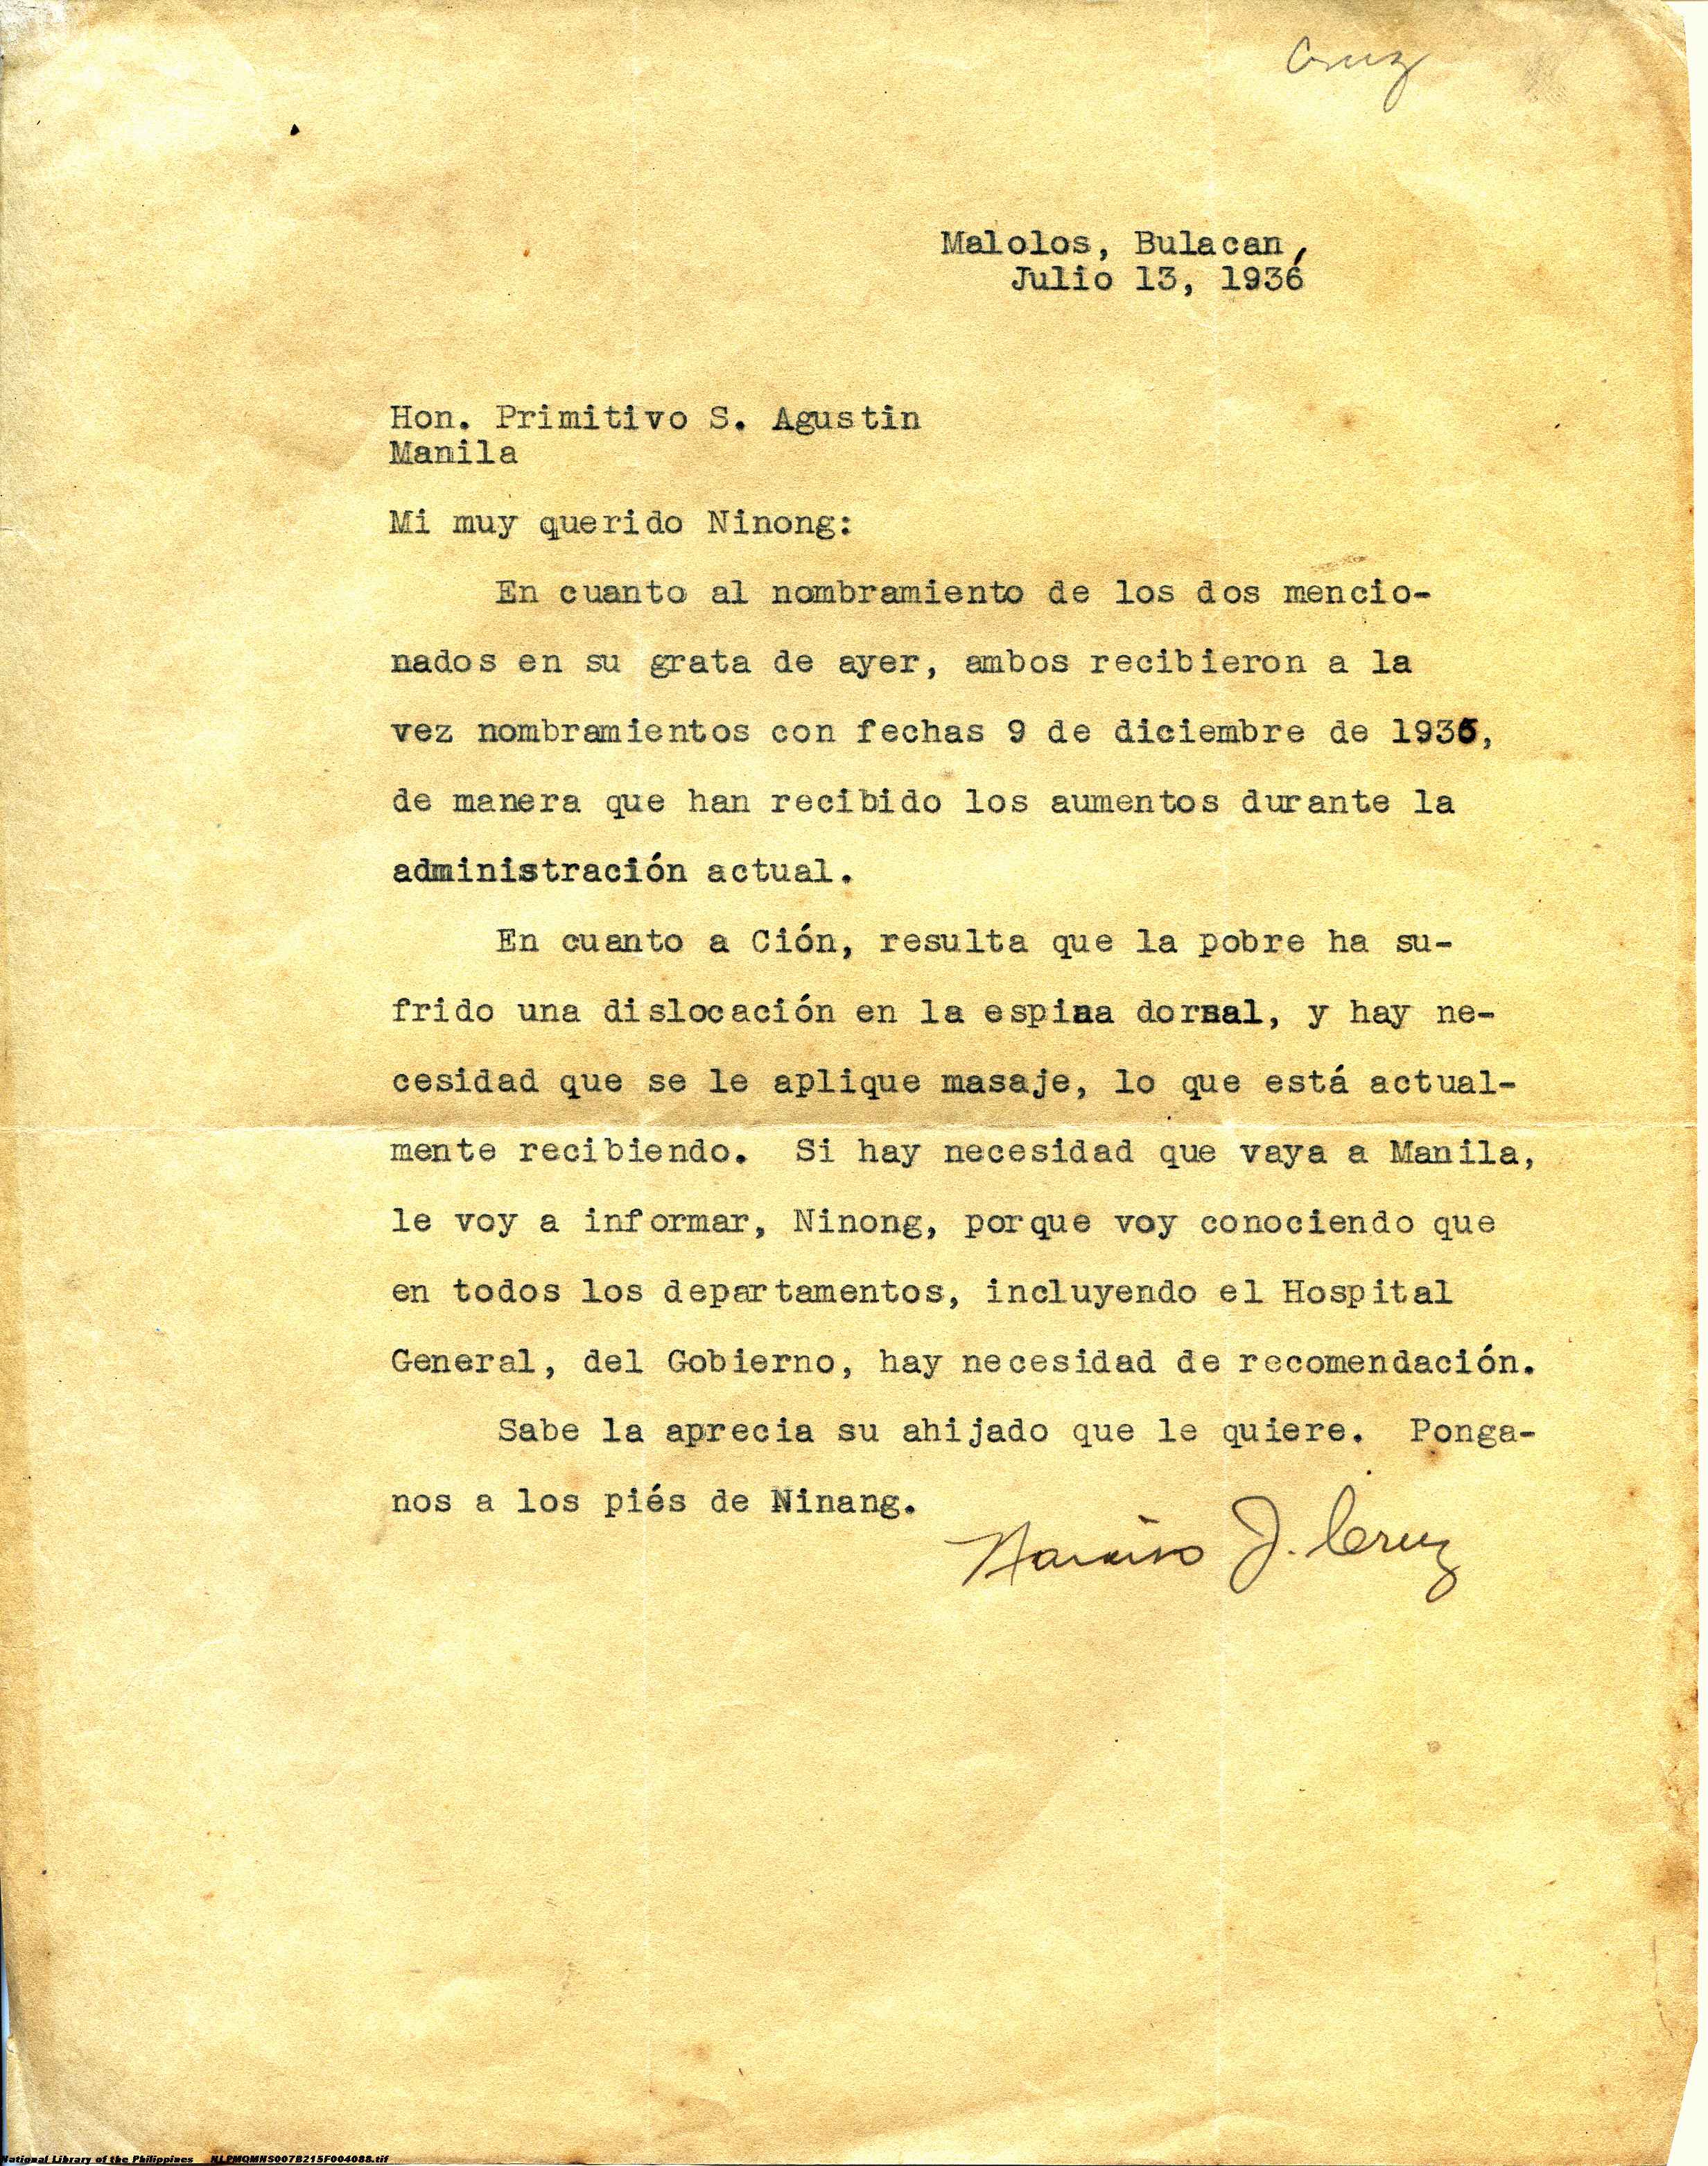 Cruz
Malolos, Bulacan,
Julio 13, 1936
Hon. Primitivo S. Agustin
Manila
Mi muy querido Ninong:
En cuanto al nombramiento de los dos mencio-
nados en su grata de ayer, ambos recibieron a la
vez nombramientos con fechas 9 de diciembre de
de manera que han recibido los aumentos durante la
administración actual.
En cuanto a Ción, resulta que la pobre ha su-
frido una dislocación en la espina dorsal, y hay ne-
cesidad que se le aplique masaje, lo que está actual-
mente recibiendo. Si hay necesidad que vaya a Manila,
le voy a informar, Ninong, porque voy conociendo que
en todos los departamentos, incluyendo el Hospital
General, del Gobierno, hay necesidad de recomendación.
Sabe la aprecia su ahijado que le quiere. Ponga-
nos a los piés de Ninang.
Narciso J. Cruz
National Library of the Philippines NLPMQMNS007B215F004088.tif